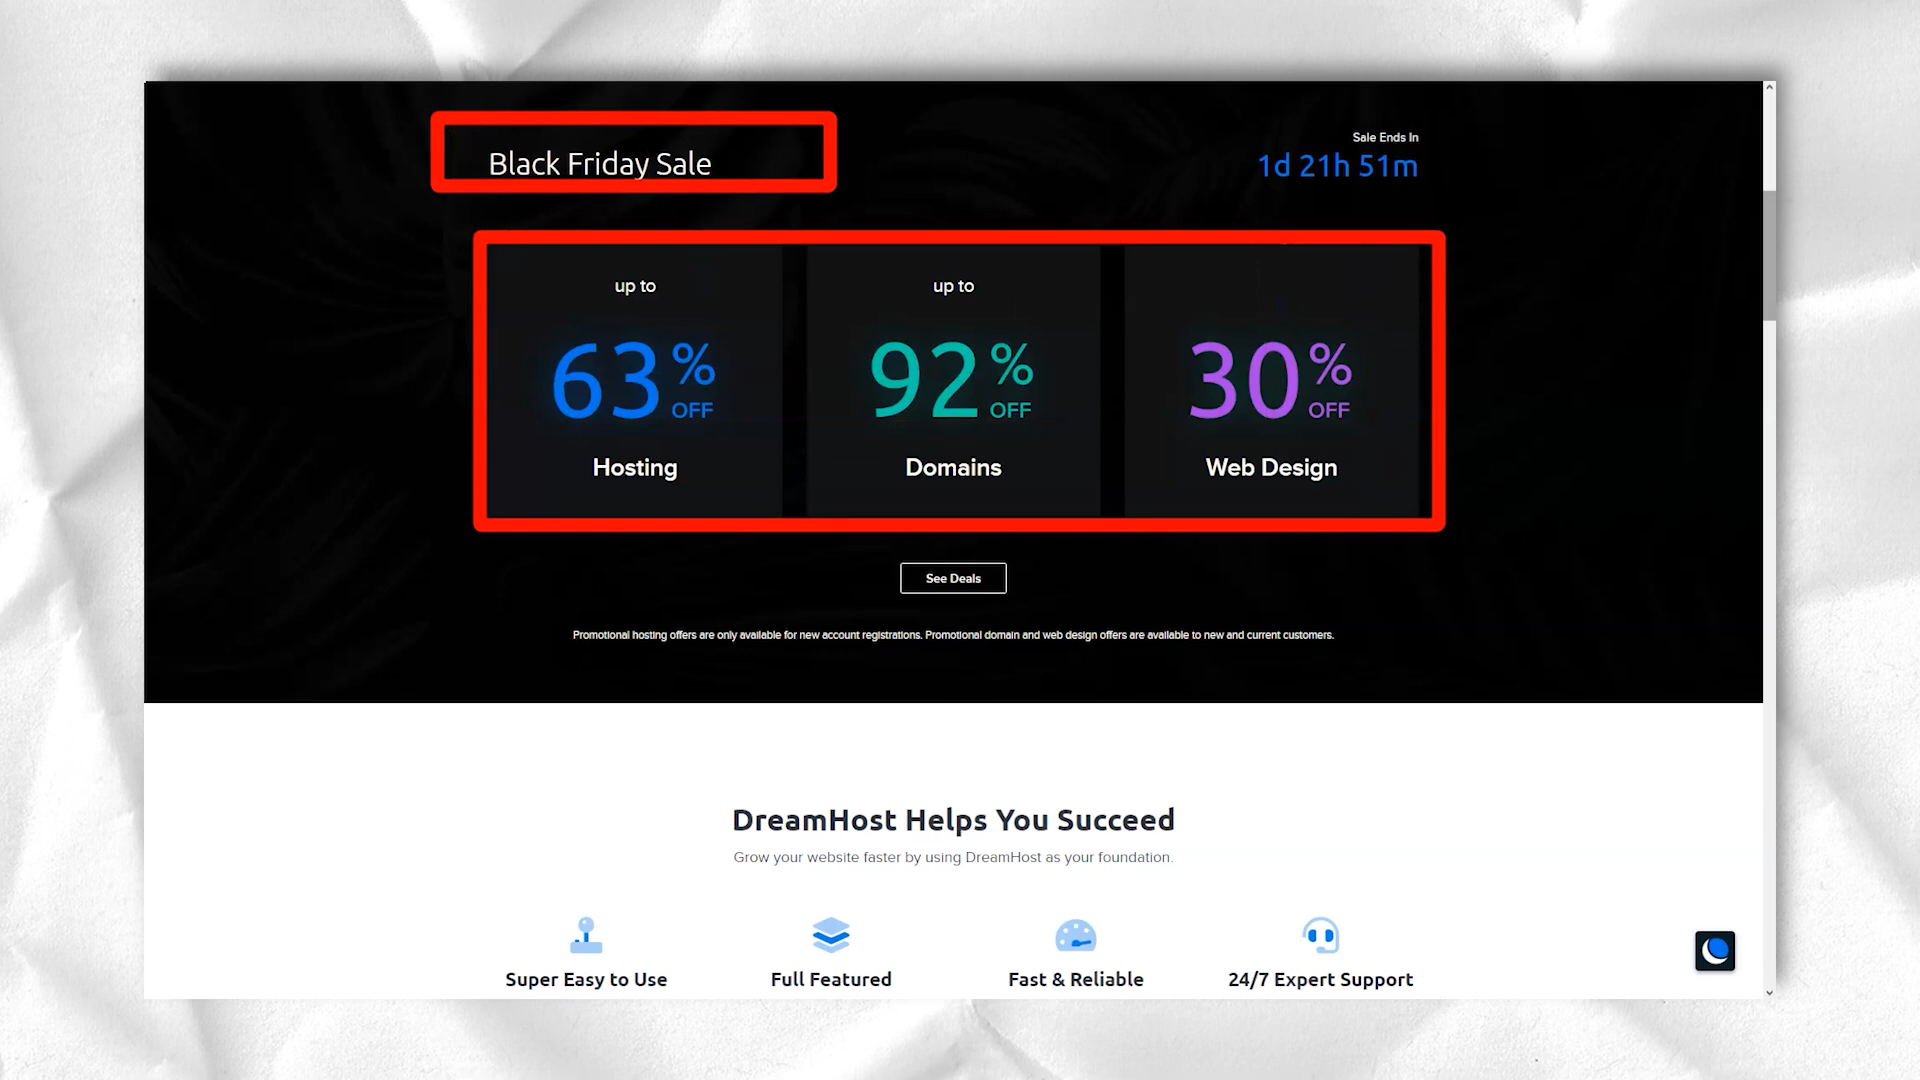 Black Friday Sale
Sale Ends In
1d 21h 51m
up to
63% OFF
Hosting
up to
92% OFF
Domains
30% OFF
Web Design
See Deals
Promotional hosting offers are only available for new account registrations. Promotional domain and web design offers are available to new and current customers.
DreamHost Helps You Succeed
Grow your website faster by using DreamHost as your foundation.
Super Easy to Use
Full Featured
Fast & Reliable
24/7 Expert Support